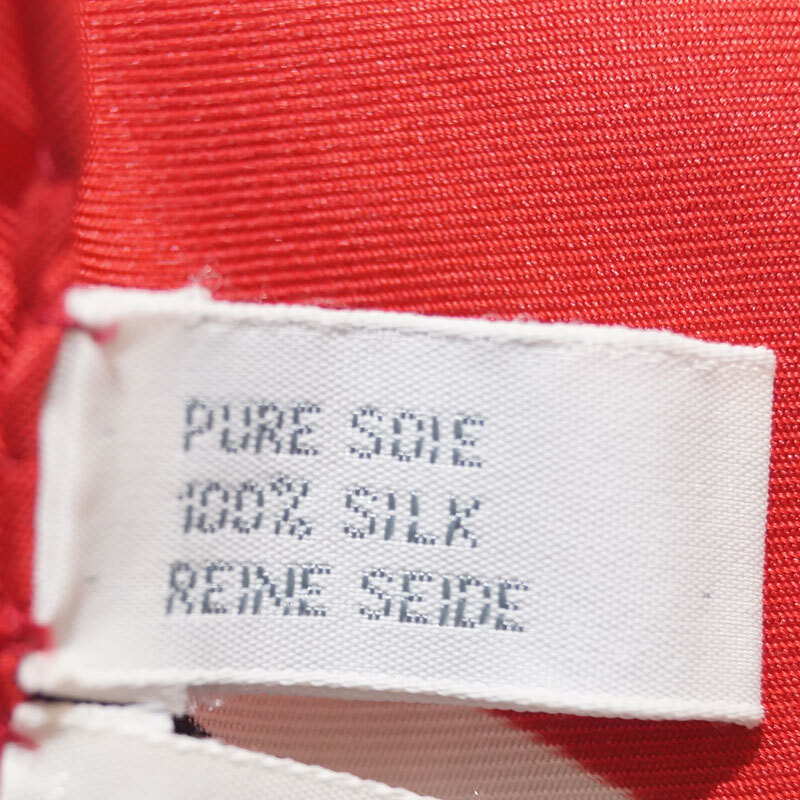 PURE SOIE
100% SILK
REINE SEIDE